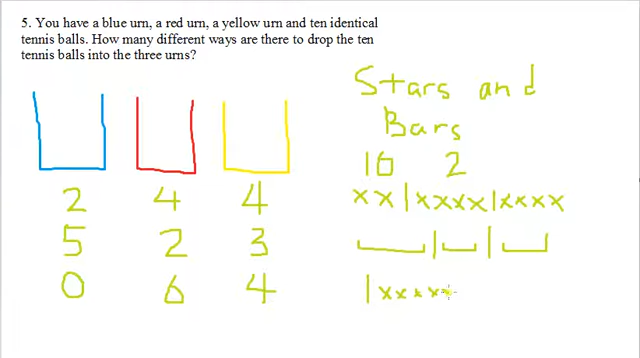 5. You have a blue urn, a red urn, a yellow urn and ten identical
tennis balls. How many different ways are there to drop the ten
tennis balls into the three urns?
Stars and
Bars
10 2
2 4 4
xx|xxxx|xxxx
5 2 3
0 6 4
|xxxxx